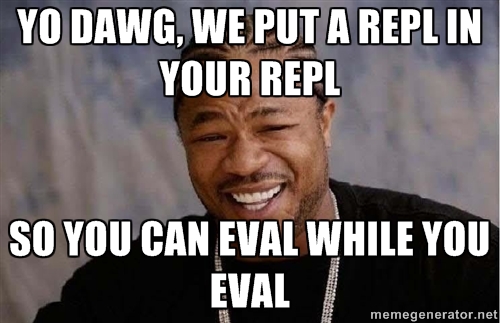 YO DAWG, WE PUT A REPL IN
YOUR REPL
SO YOU CAN EVAL WHILE YOU
EVAL
memegenerator.net